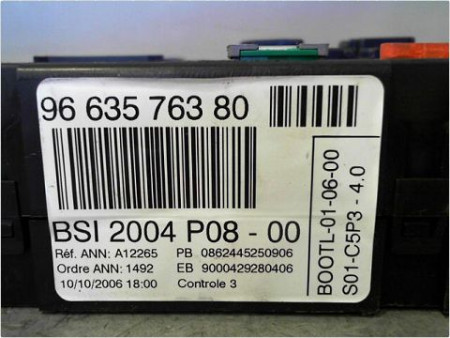 96 635 763 80
BSI 2004 P08 - 00
Réf. ANN: A12265 PB 0862445250906
Ordre ANN: 1492 EB 9000429280406
10/10/2006 18:00 Controle 3
BOOTL-01-06-00
S01-C5P3 - 4.0